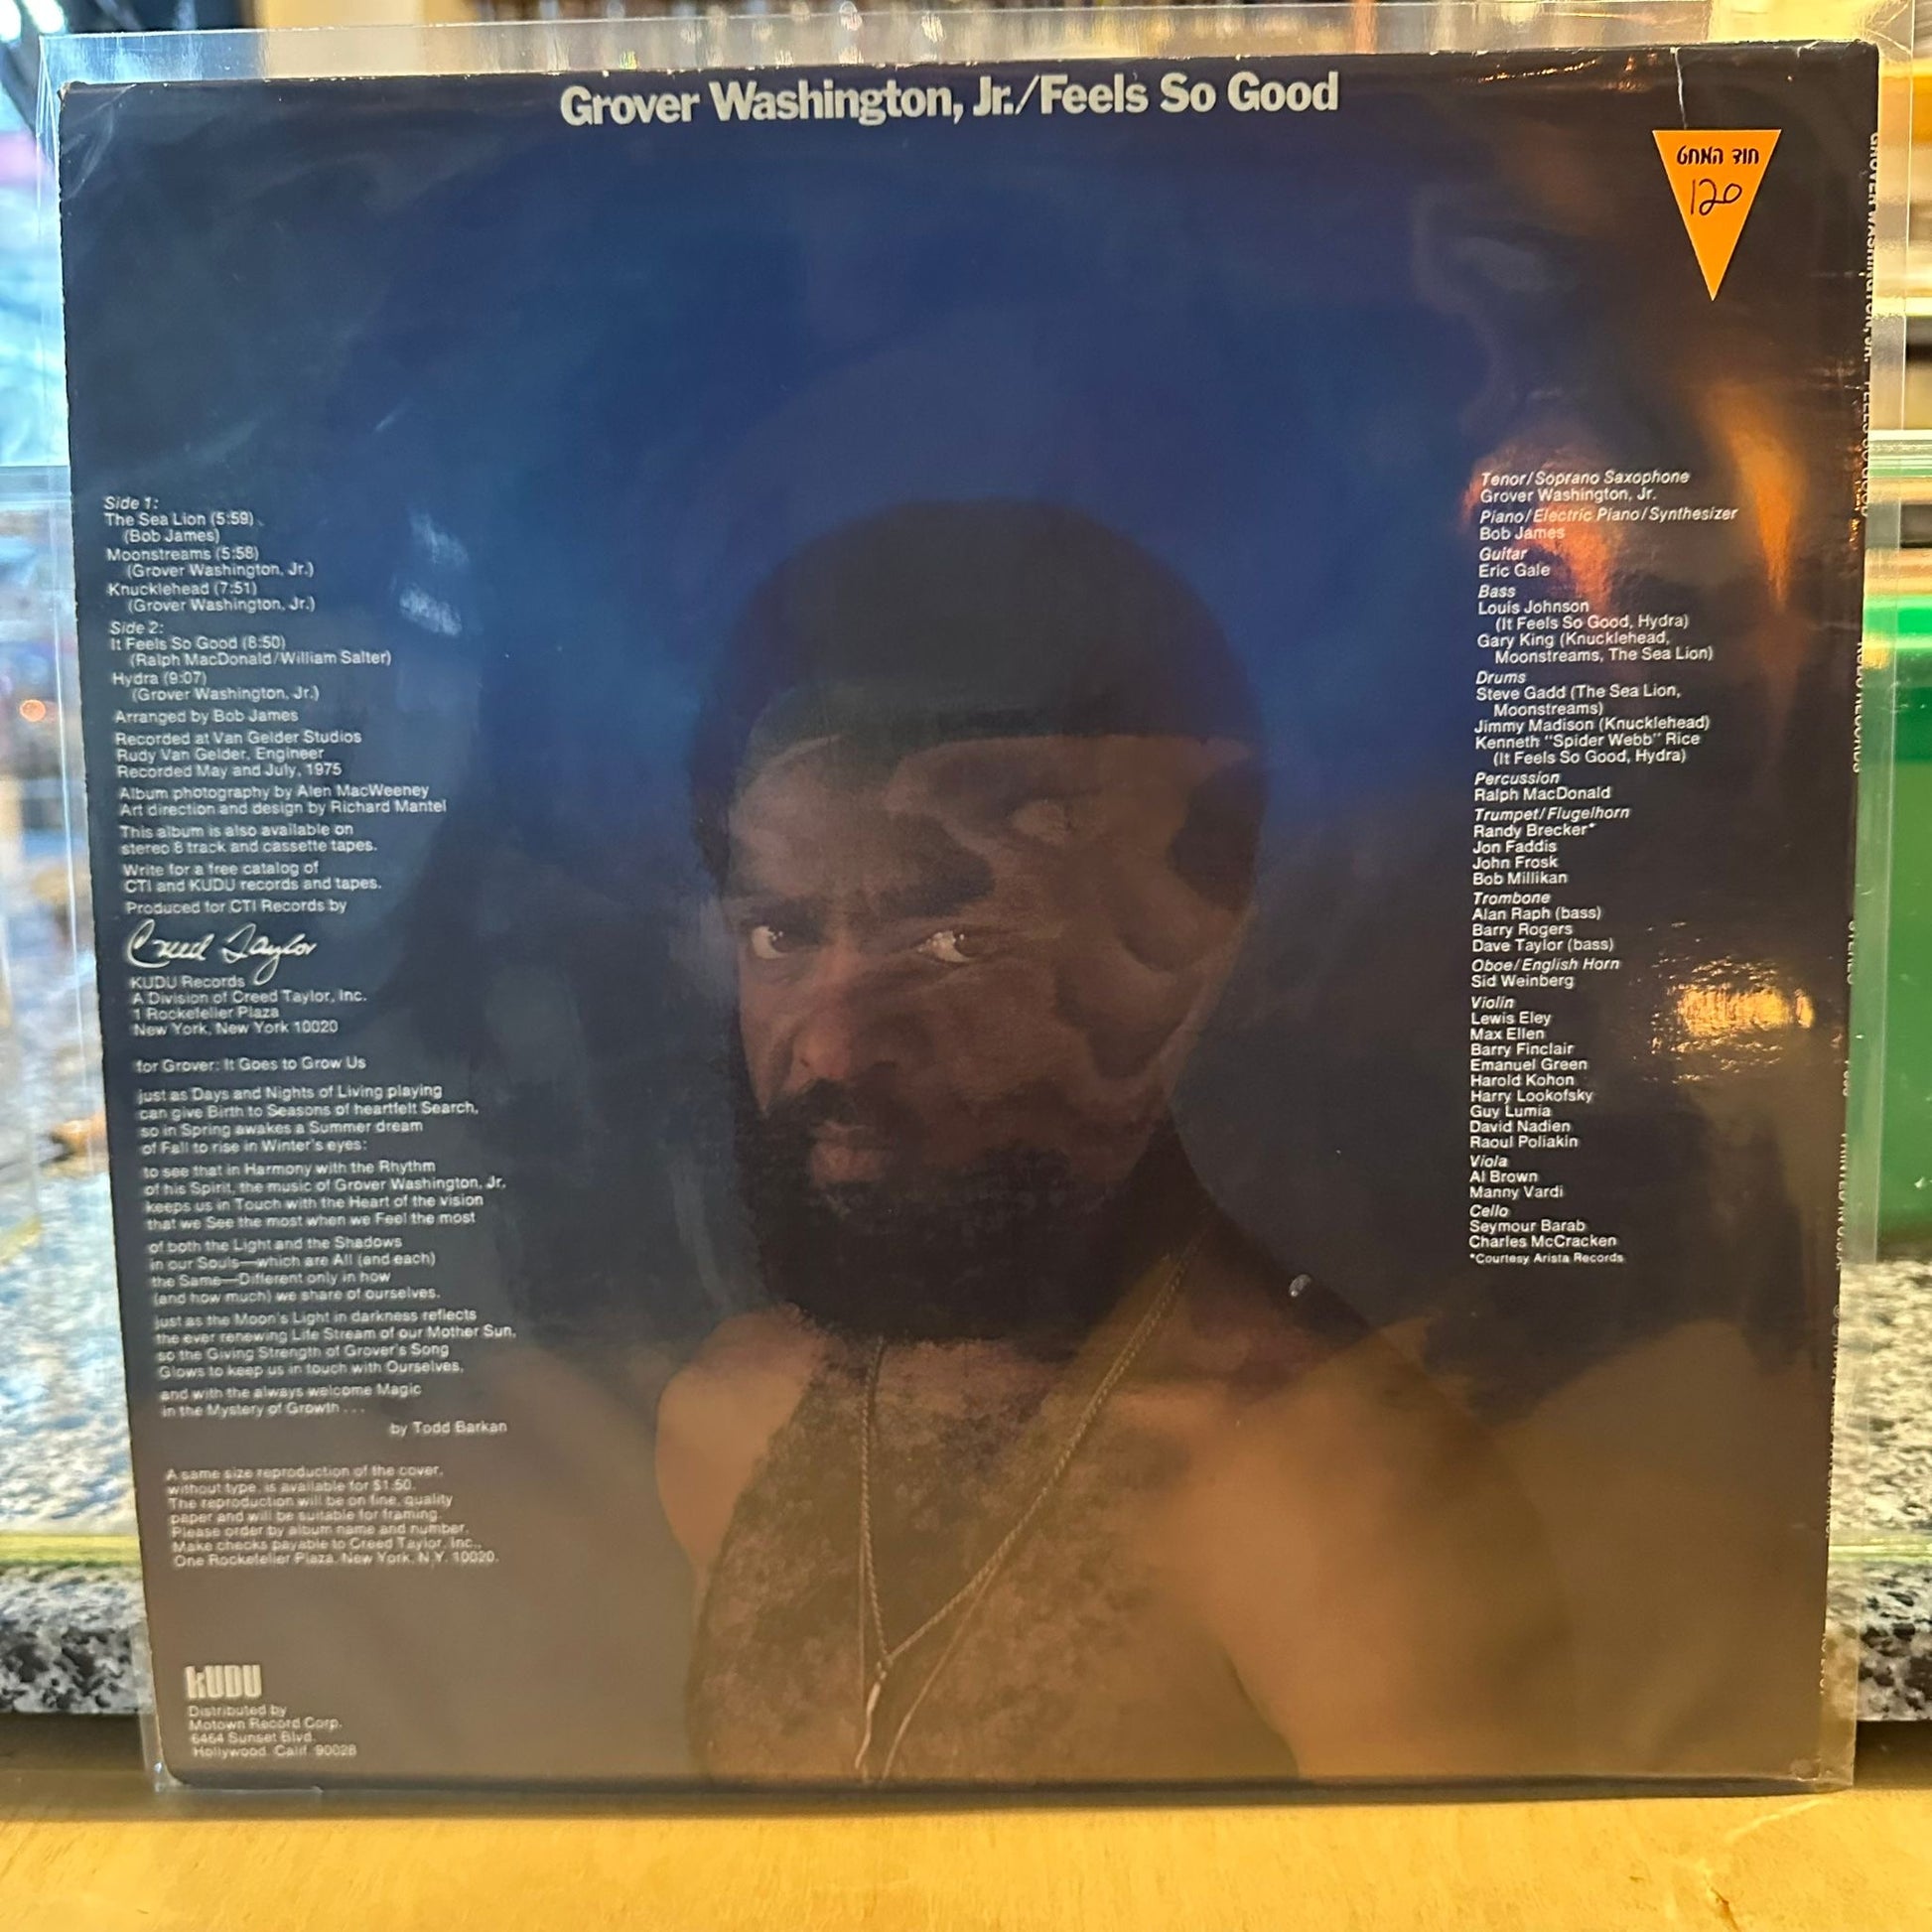 Grover Washington, Jr./Feels So Good
חוד המחט
120
Side 1:
The Sea Lion (5:59)
(Bob James)
Moonstreams (5:58)
(Grover Washington, Jr.)
Knucklehead (7:51)
(Grover Washington, Jr.)
Side 2:
It Feels So Good (8:50)
(Ralph MacDonald/William Salter)
Hydra (9:07)
(Grover Washington, Jr.)
Arranged by Bob James
Recorded at Van Gelder Studios
Rudy Van Gelder, Engineer
Recorded May and July, 1975
Album photography by Alen MacWeeney
Art direction and design by Richard Mantel
This album is also available on
stereo 8 track and cassette tapes.
Write for a free catalog of
CTI and KUDU records and tapes.
Produced for CTI Records by
Creed Taylor
KUDU Records
A Division of Creed Taylor, Inc.
1 Rockefeller Plaza
New York, New York 10020
for Grover: It Goes to Grow Us
just as Days and Nights of Living playing
can give Birth to Seasons of heartfelt Search,
so in Spring awakes a Summer dream
of Fall to rise in Winter's eyes:
to see that in Harmony with the Rhythm
of his Spirit, the music of Grover Washington, Jr.
keeps us in Touch with the Heart of the vision
that we See the most when we Feel the most
of both the Light and the Shadows
in our Souls—which are All (and each)
the Same—Different only in how
(and how much) we share of ourselves.
just as the Moon's Light in darkness reflects
the ever renewing Life Stream of our Mother Sun,
so the Giving Strength of Grover's Song
Glows to keep us in touch with Ourselves,
and with the always welcome Magic
in the Mystery of Growth . . .
by Todd Barkan
A same size reproduction of the cover,
without type, is available for $1.50.
The reproduction will be on fine, quality
paper and will be suitable for framing.
Please order by album name and number.
Make checks payable to Creed Taylor, Inc.,
One Rockefeller Plaza, New York, N.Y. 10020.
KUDU
Distributed by
Motown Record Corp.
6464 Sunset Blvd.
Hollywood, Calif. 90028
Tenor/Soprano Saxophone
Grover Washington, Jr.
Piano/Electric Piano/Synthesizer
Bob James
Guitar
Eric Gale
Bass
Louis Johnson
(It Feels So Good, Hydra)
Gary King (Knucklehead,
Moonstreams, The Sea Lion)
Drums
Steve Gadd (The Sea Lion,
Moonstreams)
Jimmy Madison (Knucklehead)
Kenneth "Spider Webb" Rice
(It Feels So Good, Hydra)
Percussion
Ralph MacDonald
Trumpet/Flugelhorn
Randy Brecker*
Jon Faddis
John Frosk
Bob Millikan
Trombone
Alan Raph (bass)
Barry Rogers
Dave Taylor (bass)
Oboe/English Horn
Sid Weinberg
Violin
Lewis Eley
Max Ellen
Barry Finclair
Emanuel Green
Harold Kohon
Harry Lookofsky
Guy Lumia
David Nadien
Raoul Poliakin
Viola
Al Brown
Manny Vardi
Cello
Seymour Barab
Charles McCracken
*Courtesy Arista Records